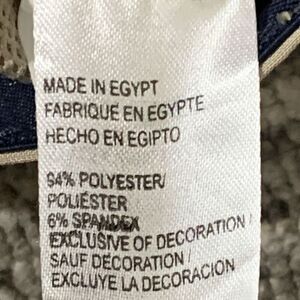 MADE IN EGYPT
FABRIQUE EN EGYPTE
HECHO EN EGIPTO
94% POLYESTER/
POLIÉSTER
6% SPANDEX
EXCLUSIVE OF DECORATION /
SAUF DECORATION /
EXCLUYE LA DECORACION